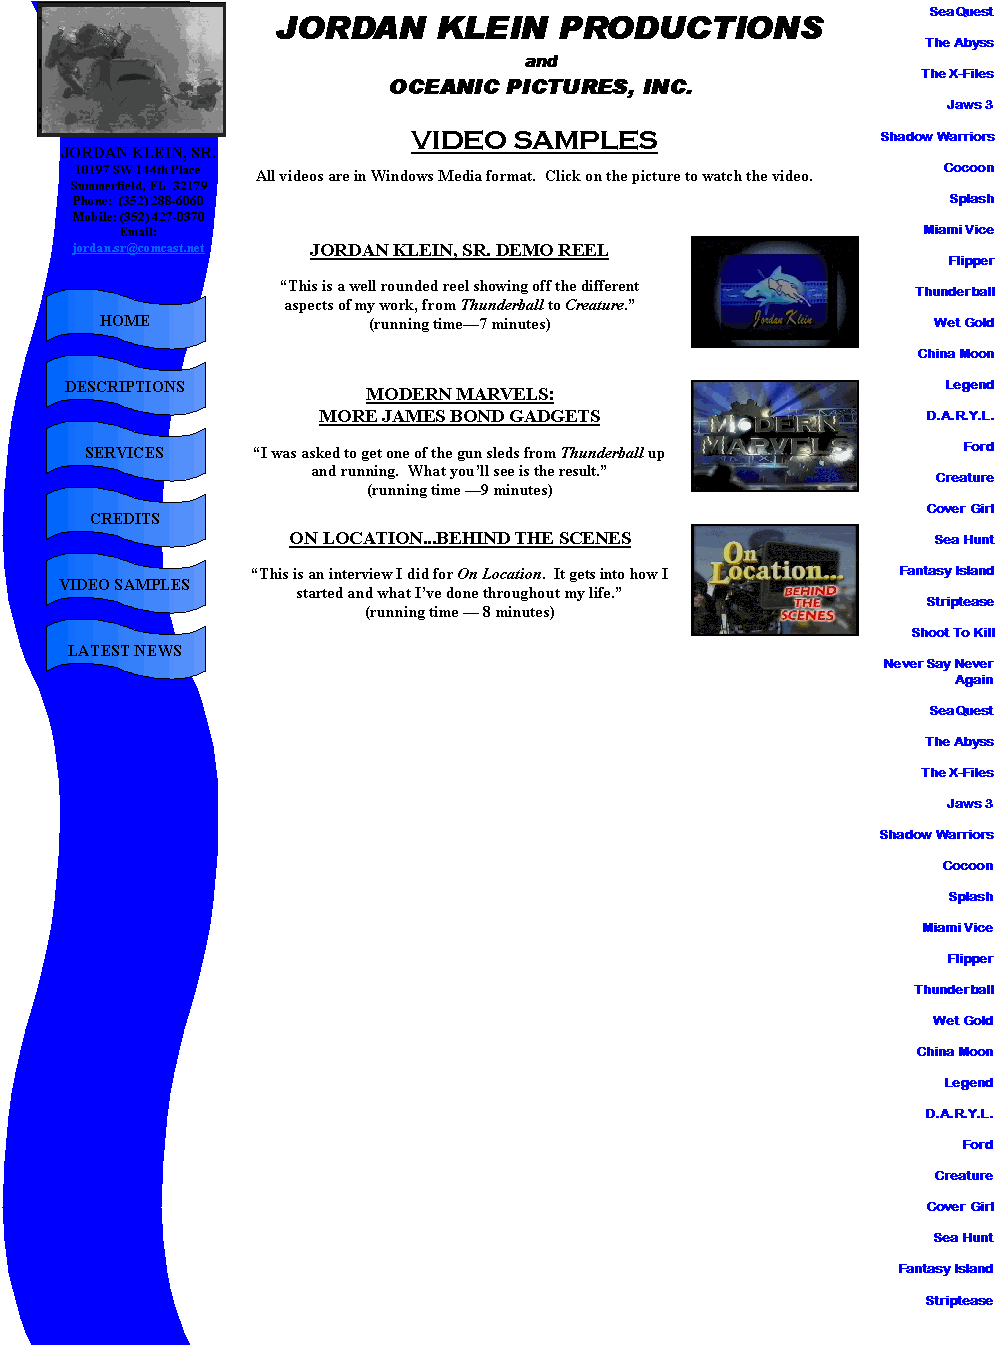 JORDAN KLEIN PRODUCTIONS
and
OCEANIC PICTURES, INC.
VIDEO SAMPLES
All videos are in Windows Media format.  Click on the picture to watch the video.
JORDAN KLEIN, SR.
10197 SW 144th Place
Summerfield, FL  32179
Phone:  (352) 288-6060
Mobile: (352) 427-0370
Email:
jordan.sr@comcast.net
HOME
DESCRIPTIONS
SERVICES
CREDITS
VIDEO SAMPLES
LATEST NEWS
JORDAN KLEIN, SR. DEMO REEL
“This is a well rounded reel showing off the different
aspects of my work, from Thunderball to Creature.”
(running time—7 minutes)
Jordan Klein
MODERN MARVELS:
MORE JAMES BOND GADGETS
“I was asked to get one of the gun sleds from Thunderball up
and running.  What you’ll see is the result.”
(running time —9 minutes)
MODERN
MARVELS
ON LOCATION...BEHIND THE SCENES
“This is an interview I did for On Location.  It gets into how I
started and what I’ve done throughout my life.”
(running time — 8 minutes)
On
Location...
BEHIND
THE
SCENES
SeaQuest
The Abyss
The X-Files
Jaws 3
Shadow Warriors
Cocoon
Splash
Miami Vice
Flipper
Thunderball
Wet Gold
China Moon
Legend
D.A.R.Y.L.
Ford
Creature
Cover Girl
Sea Hunt
Fantasy Island
Striptease
Shoot To Kill
Never Say Never
Again
SeaQuest
The Abyss
The X-Files
Jaws 3
Shadow Warriors
Cocoon
Splash
Miami Vice
Flipper
Thunderball
Wet Gold
China Moon
Legend
D.A.R.Y.L.
Ford
Creature
Cover Girl
Sea Hunt
Fantasy Island
Striptease